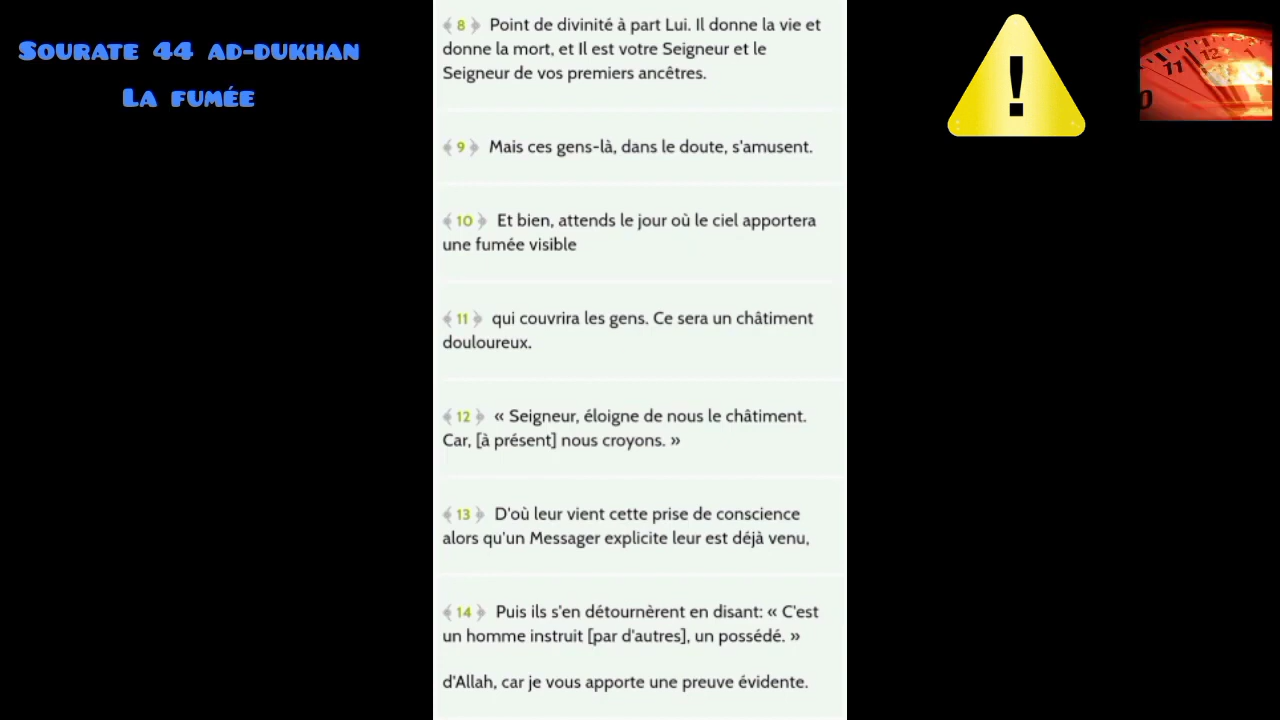 SOURATE 44 AD-DUKHAN
LA FUMÉE
﴾ 8 ﴿ Point de divinité à part Lui. Il donne la vie et
donne la mort, et Il est votre Seigneur et le
Seigneur de vos premiers ancêtres.
﴾ 9 ﴿ Mais ces gens-là, dans le doute, s'amusent.
﴾ 10 ﴿ Et bien, attends le jour où le ciel apportera
une fumée visible
﴾ 11 ﴿ qui couvrira les gens. Ce sera un châtiment
douloureux.
﴾ 12 ﴿ « Seigneur, éloigne de nous le châtiment.
Car, [à présent] nous croyons. »
﴾ 13 ﴿ D'où leur vient cette prise de conscience
alors qu'un Messager explicite leur est déjà venu,
﴾ 14 ﴿ Puis ils s'en détournèrent en disant: « C'est
un homme instruit [par d'autres], un possédé. »
d'Allah, car je vous apporte une preuve évidente.
!
11 12 1
0